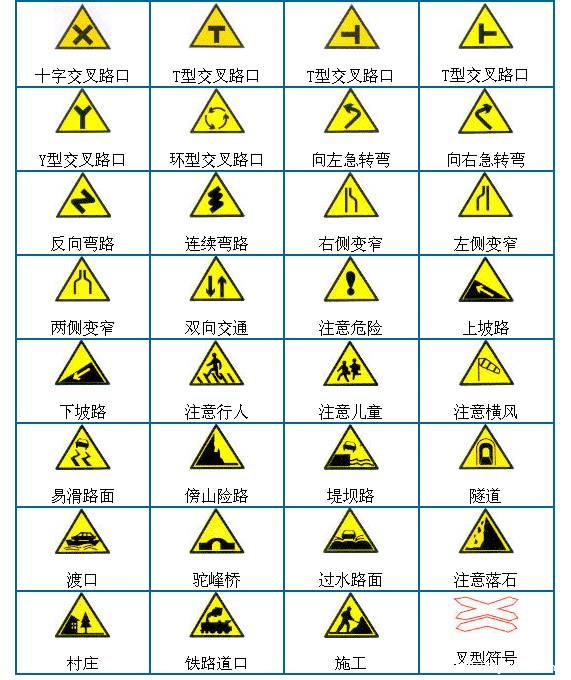 十字交叉路口
T型交叉路口
T型交叉路口
T型交叉路口
Y型交叉路口
环型交叉路口
向左急转弯
向右急转弯
反向弯路
连续弯路
右侧变窄
左侧变窄
两侧变窄
双向交通
注意危险
上坡路
下坡路
注意行人
注意儿童
注意横风
易滑路面
傍山险路
堤坝路
隧道
渡口
驼峰桥
过水路面
注意落石
村庄
铁路道口
施工
叉型符号